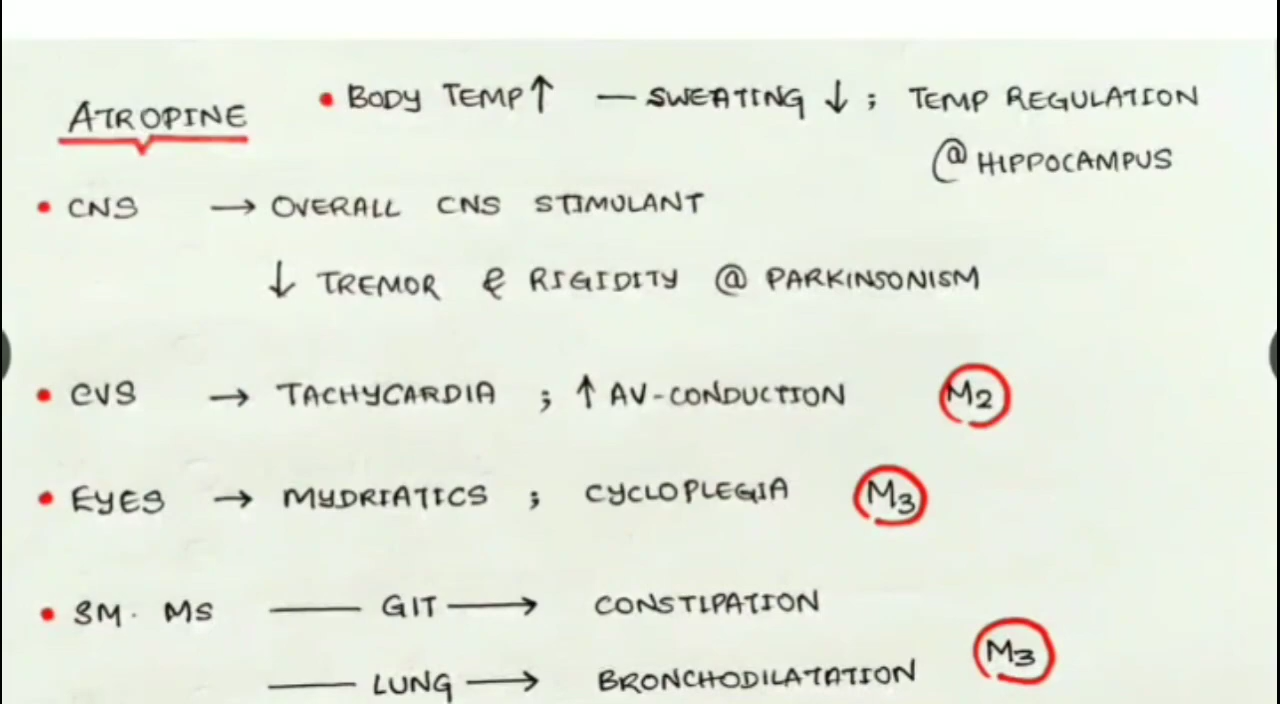 ATROPINE
• BODY TEMP ↑ — SWEATING ↓ ; TEMP REGULATION
@ HIPPOCAMPUS
• CNS → OVERALL CNS STIMULANT
↓ TREMOR & RIGIDITY @ PARKINSONISM
• CVS → TACHYCARDIA ; ↑ AV-CONDUCTION M2
• EYES → MYDRIATICS ; CYCLOPLEGIA M3
• SM. MS — GIT → CONSTIPATION
— LUNG → BRONCHODILATATION M3